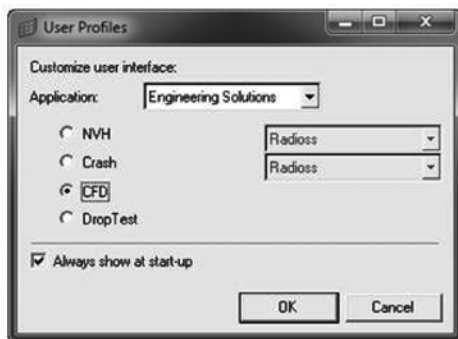 User Profiles
Customize user interface:
Application: Engineering Solutions
NVH Radioss
Crash Radioss
CFD
DropTest
Always show at start-up
OK Cancel